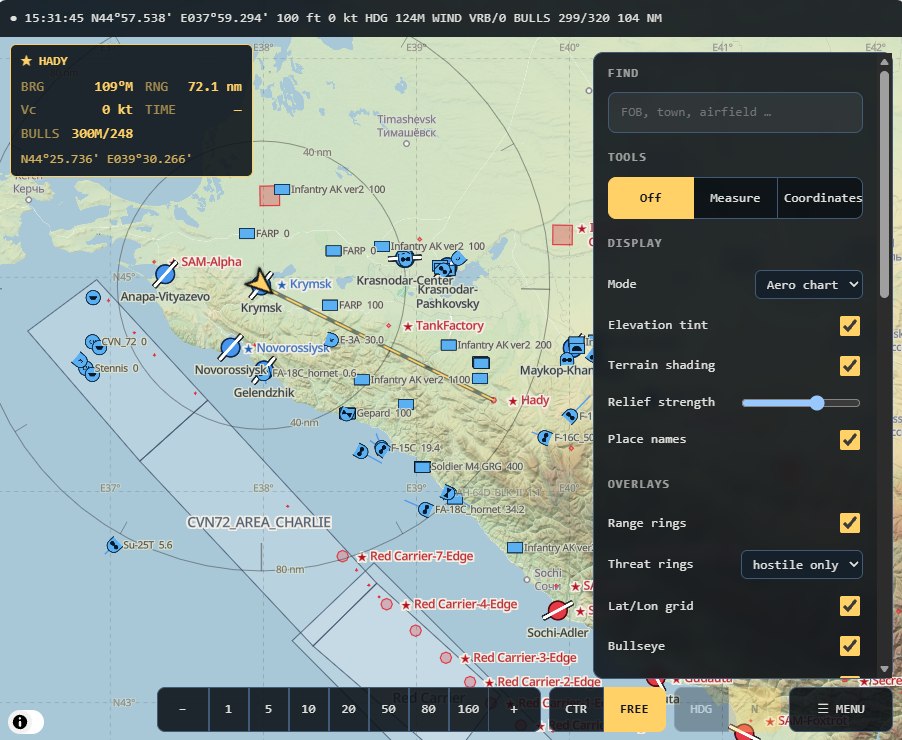 ● 15:31:45 N44°57.538' E037°59.294' 100 ft 0 kt HDG 124M WIND VRB/0 BULLS 299/320 104 NM
★ HADY
BRG 109°M RNG 72.1 nm
Vc 0 kt TIME —
BULLS 300M/248
N44°25.736' E039°30.266'
E38°
E39°
E40°
E41°
E42°
Керчь
Timashevsk
Тимашёвск
40 nm
Infantry AK ver2 100
FARP 0
FARP 0
Infantry AK ver2 100
★ SAM-Alpha
N45°
Anapa-Vityazevo
★ Krymsk
Krymsk
Krasnodar-Center
Krasnodar-
Pashkovsky
FARP 100
★ TankFactory
CVN_72 0
Stennis 0
★ Novorossiysk
Novorossiysk
E-3A 30.0
Infantry AK ver2 200
Maykop-Khan
FA-18C_hornet 0.6
Gelendzhik
Infantry AK ver2 1100
★ Hady
Gepard 100
40 nm
F-15C 19.4
F-16C 50
Soldier M4 GRG 400
E37°
E38°
E39°
E40°
FA-18C_hornet 34.2
CVN72_AREA_CHARLIE
Su-25T 5.6
Infantry AK ver
80 nm
★ Red Carrier-7-Edge
Sochi
★ Red Carrier-4-Edge
Sochi-Adler
★ Red Carrier-3-Edge
★ Red Carrier-2-Edge
Gudauta
N43°
Red Carrier
★ SAM-Foxtrot
FIND
FOB, town, airfield …
TOOLS
Off Measure Coordinates
DISPLAY
Mode Aero chart
Elevation tint
Terrain shading
Relief strength
Place names
OVERLAYS
Range rings
Threat rings hostile only
Lat/Lon grid
Bullseye
− 1 5 10 20 50 80 160 + CTR FREE HDG N ☰ MENU